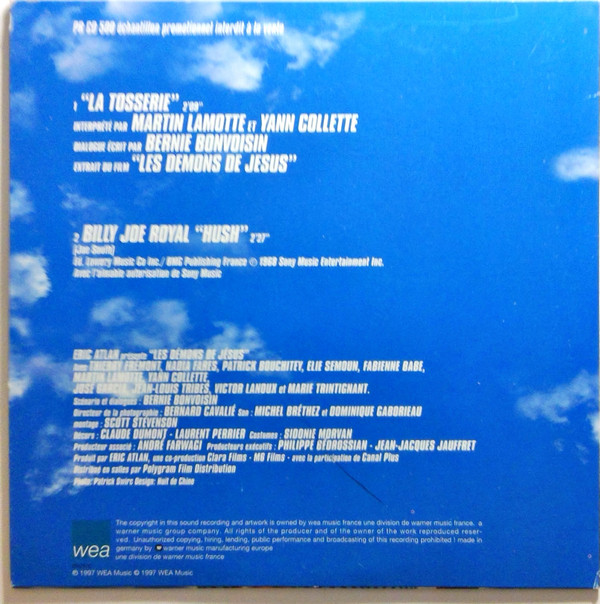 PR CD 580 échantillon promotionnel interdit à la vente
1 "LA TOSSERIE" 2'09"
INTERPRÉTÉ PAR MARTIN LAMOTTE ET YANN COLLETTE
DIALOGUE ÉCRIT PAR BERNIE BONVOISIN
EXTRAIT DU FILM "LES DEMONS DE JESUS"
2 BILLY JOE ROYAL "HUSH" 2'27"
(Joe South)
Ed. Lowery Music Co Inc./ BMG Publishing France ℗ 1969 Sony Music Entertainment Inc.
Avec l'aimable autorisation de Sony Music
ERIC ATLAN présente "LES DÉMONS DE JÉSUS"
Avec THIERRY FREMONT, NADIA FARES, PATRICK BOUCHITEY, ELIE SEMOUN, FABIENNE BABE,
MARTIN LAMOTTE, YANN COLLETTE,
JOSÉ GARCIA, JEAN-LOUIS TRIBES, VICTOR LANOUX et MARIE TRINTIGNANT.
Scénario et dialogues : BERNIE BONVOISIN
Directeur de la photographie : BERNARD CAVALIÉ Son : MICHEL BRÉTHEZ et DOMINIQUE GABORIEAU
montage : SCOTT STEVENSON
Décors : CLAUDE DUMONT - LAURENT PERRIER Costumes : SIDONIE MORVAN
Producteur associé : ANDRÉ FARWAGI Producteurs exécutifs : PHILIPPE BEDROSSIAN - JEAN-JACQUES JAUFFRET
Produit par ERIC ATLAN, une co-production Clara Films - M6 Films - avec la participation de Canal Plus
Distribué en salles par Polygram Film Distribution
Photo: Patrick Swirc Design: Nuit de Chine
wea
The copyright in this sound recording and artwork is owned by wea music france une division de warner music france. a
warner music group company. All rights of the producer and of the owner of the work reproduced reser-
ved. Unauthorized copying, hiring, lending, public performance and broadcasting of this recording prohibited ! made in
germany by warner music manufacturing europe
une division de warner music france
℗ 1997 WEA Music © 1997 WEA Music